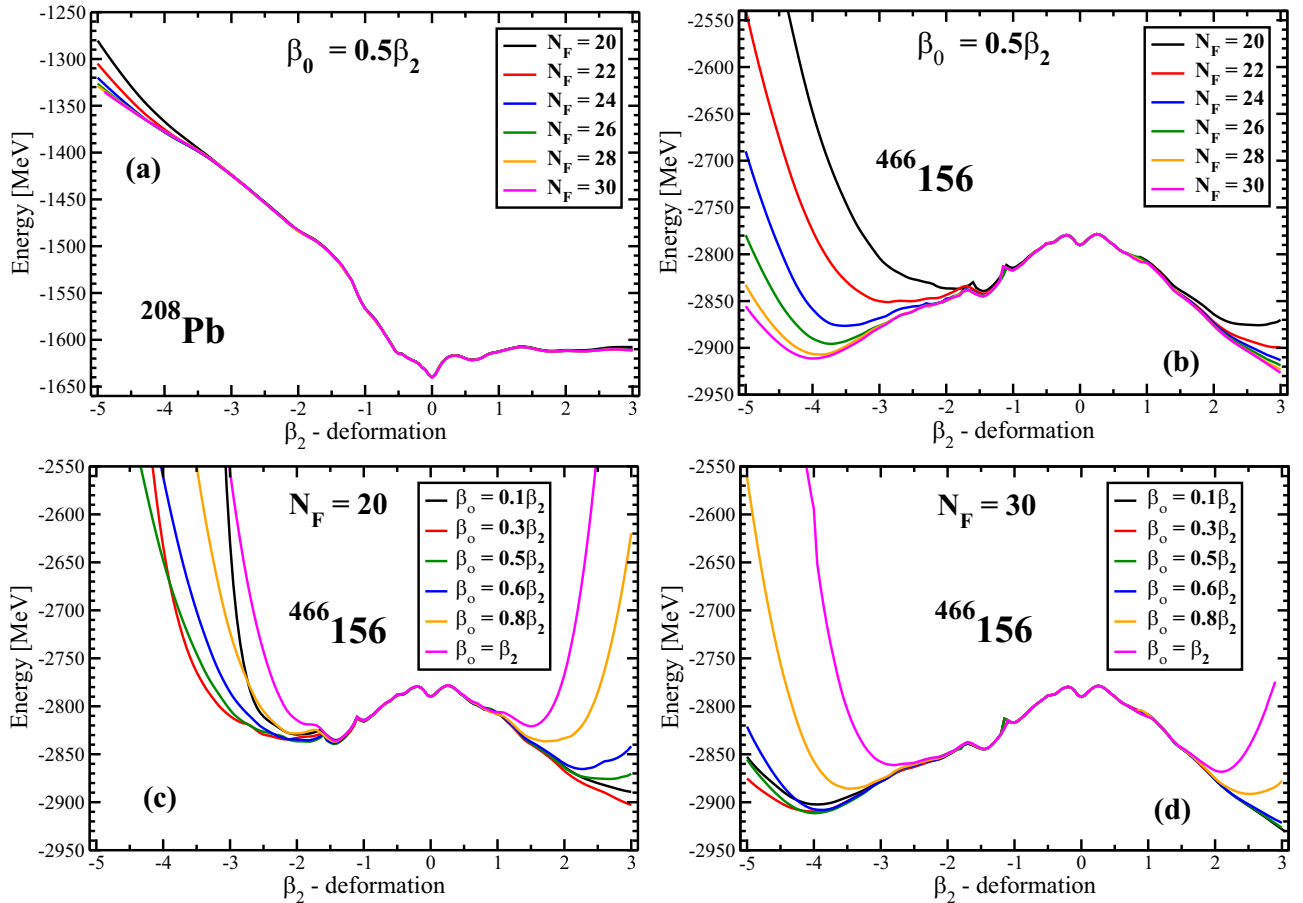 β0 = 0.5β2
NF = 20
NF = 22
NF = 24
NF = 26
NF = 28
NF = 30
(a)
208Pb
Energy [MeV]
-1250
-1300
-1350
-1400
-1450
-1500
-1550
-1600
-1650
-5 -4 -3 -2 -1 0 1 2 3
β2 - deformation
β0 = 0.5β2
NF = 20
NF = 22
NF = 24
NF = 26
NF = 28
NF = 30
466156
(b)
Energy [MeV]
-2550
-2600
-2650
-2700
-2750
-2800
-2850
-2900
-2950
-5 -4 -3 -2 -1 0 1 2 3
β2 - deformation
NF = 20
βo = 0.1β2
βo = 0.3β2
βo = 0.5β2
βo = 0.6β2
βo = 0.8β2
βo = β2
466156
(c)
Energy [MeV]
-2550
-2600
-2650
-2700
-2750
-2800
-2850
-2900
-2950
-5 -4 -3 -2 -1 0 1 2 3
β2 - deformation
NF = 30
βo = 0.1β2
βo = 0.3β2
βo = 0.5β2
βo = 0.6β2
βo = 0.8β2
βo = β2
466156
(d)
Energy [MeV]
-2550
-2600
-2650
-2700
-2750
-2800
-2850
-2900
-2950
-5 -4 -3 -2 -1 0 1 2 3
β2 - deformation